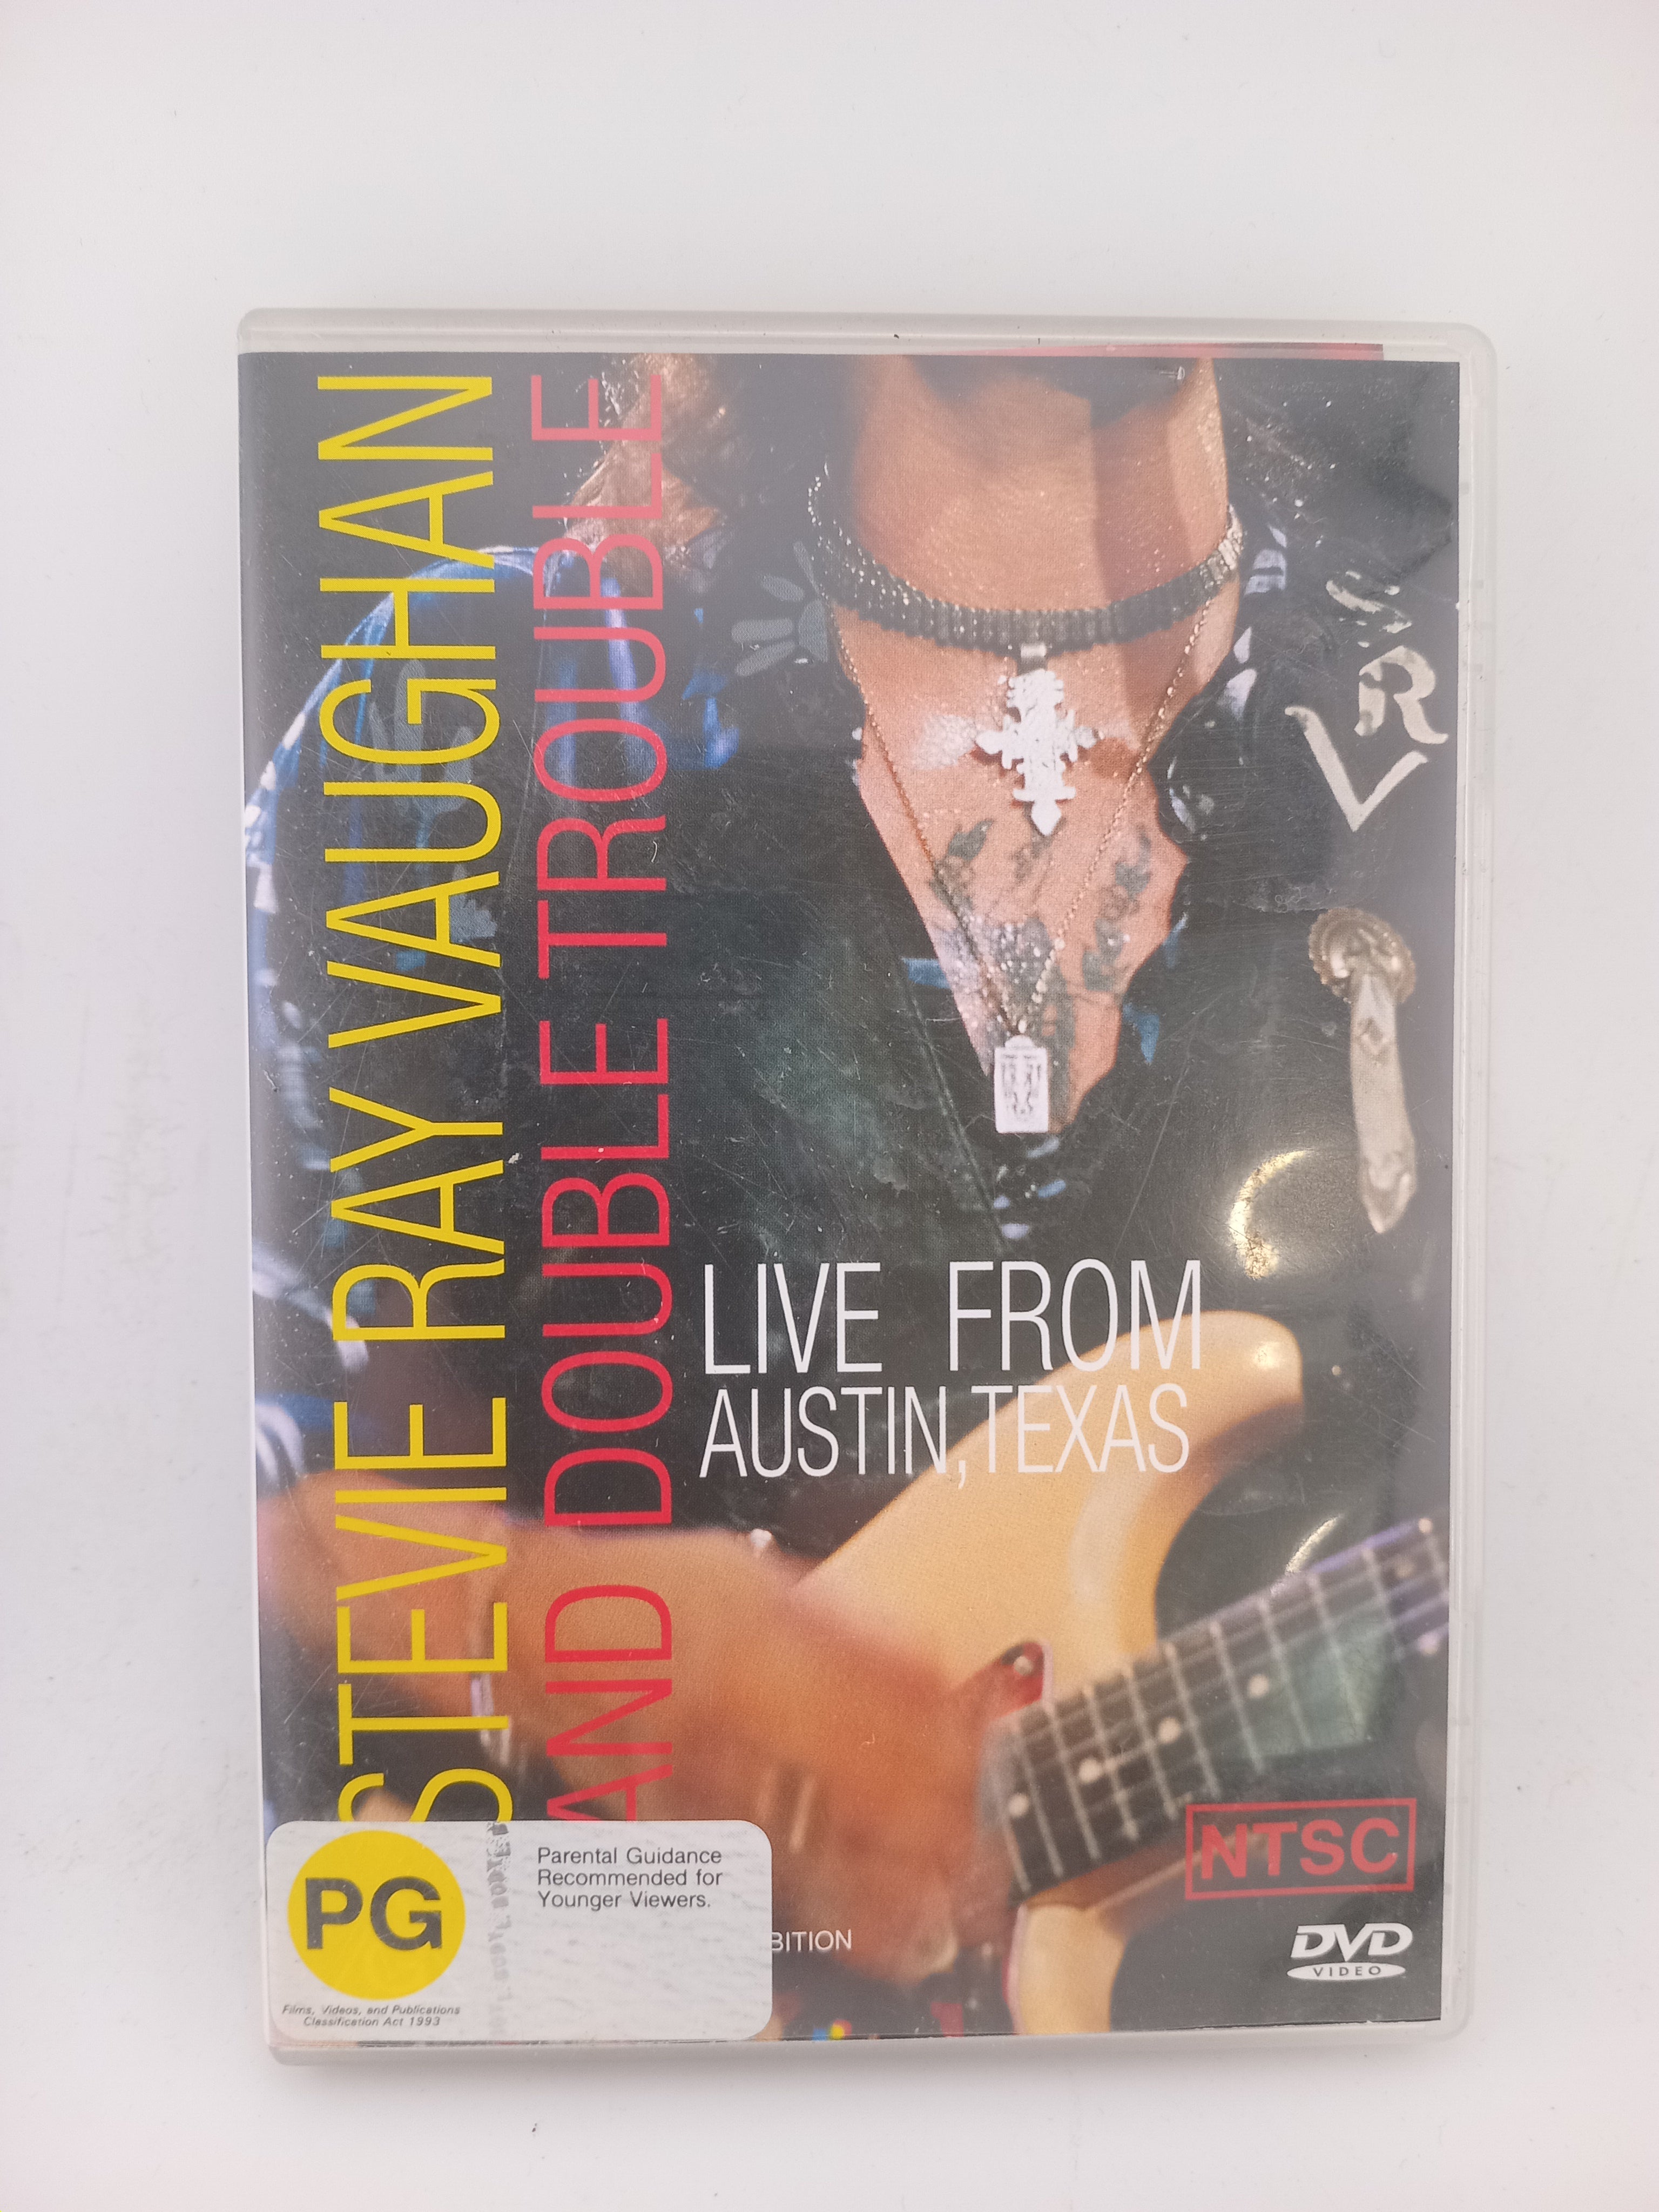 STEVIE RAY VAUGHAN
AND DOUBLE TROUBLE
S
R
V
LIVE FROM
AUSTIN, TEXAS
NTSC
DVD
VIDEO
BITION
PG
Parental Guidance
Recommended for
Younger Viewers.
Films, Videos, and Publications
Classification Act 1993